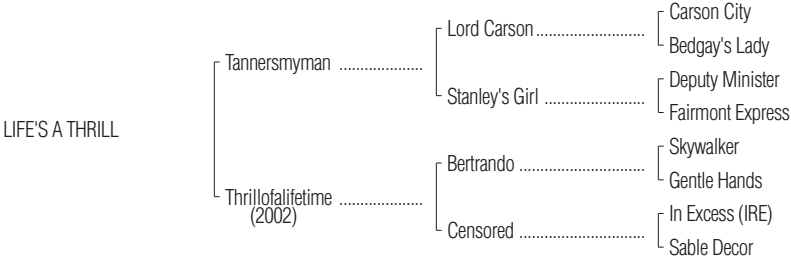 Carson City
Lord Carson ..........................
Bedgay's Lady
Tannersmyman ....................
Deputy Minister
Stanley's Girl ........................
Fairmont Express
LIFE'S A THRILL
Skywalker
Bertrando ..............................
Gentle Hands
Thrillofalifetime ....................
(2002)
In Excess (IRE)
Censored ..............................
Sable Decor